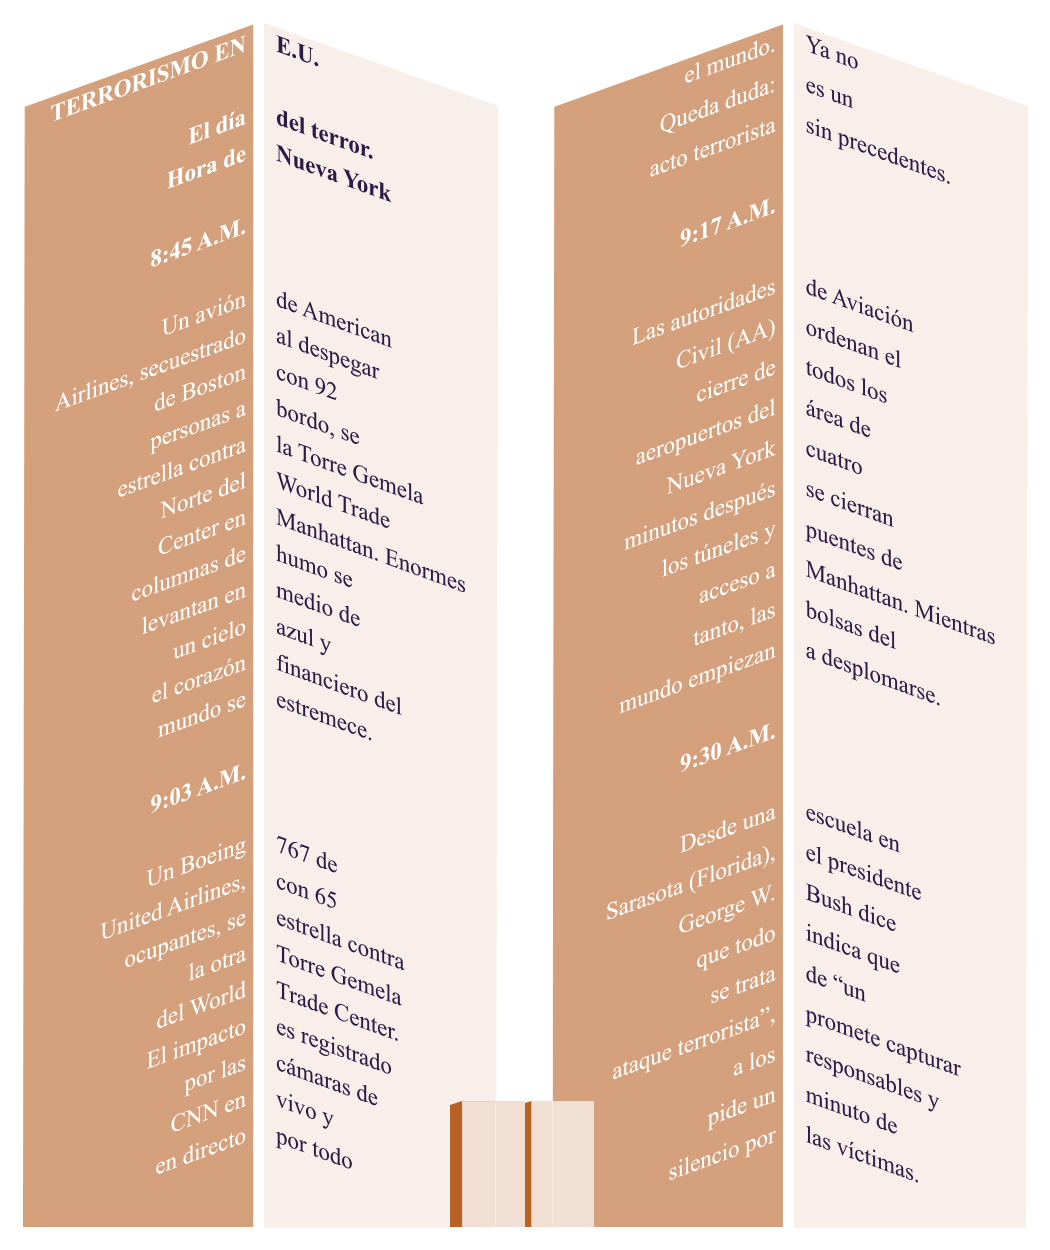 TERRORISMO EN E.U.
El día del terror.
Hora de Nueva York
8:45 A.M.
Un avión de American
Airlines, secuestrado al despegar
de Boston con 92
personas a bordo, se
estrella contra la Torre Gemela
Norte del World Trade
Center en Manhattan. Enormes
columnas de humo se
levantan en medio de
un cielo azul y
el corazón financiero del
mundo se estremece.
9:03 A.M.
Un Boeing 767 de
United Airlines, con 65
ocupantes, se estrella contra
la otra Torre Gemela
del World Trade Center.
El impacto es registrado
por las cámaras de
CNN en vivo y
en directo por todo
el mundo. Ya no
Queda duda: es un
acto terrorista sin precedentes.
9:17 A.M.
Las autoridades de Aviación
Civil (AA) ordenan el
cierre de todos los
aeropuertos del área de
Nueva York cuatro
minutos después se cierran
los túneles y puentes de
acceso a Manhattan. Mientras
tanto, las bolsas del
mundo empiezan a desplomarse.
9:30 A.M.
Desde una escuela en
Sarasota (Florida), el presidente
George W. Bush dice
que todo indica que
se trata de “un
ataque terrorista”, promete capturar
a los responsables y
pide un minuto de
silencio por las víctimas.